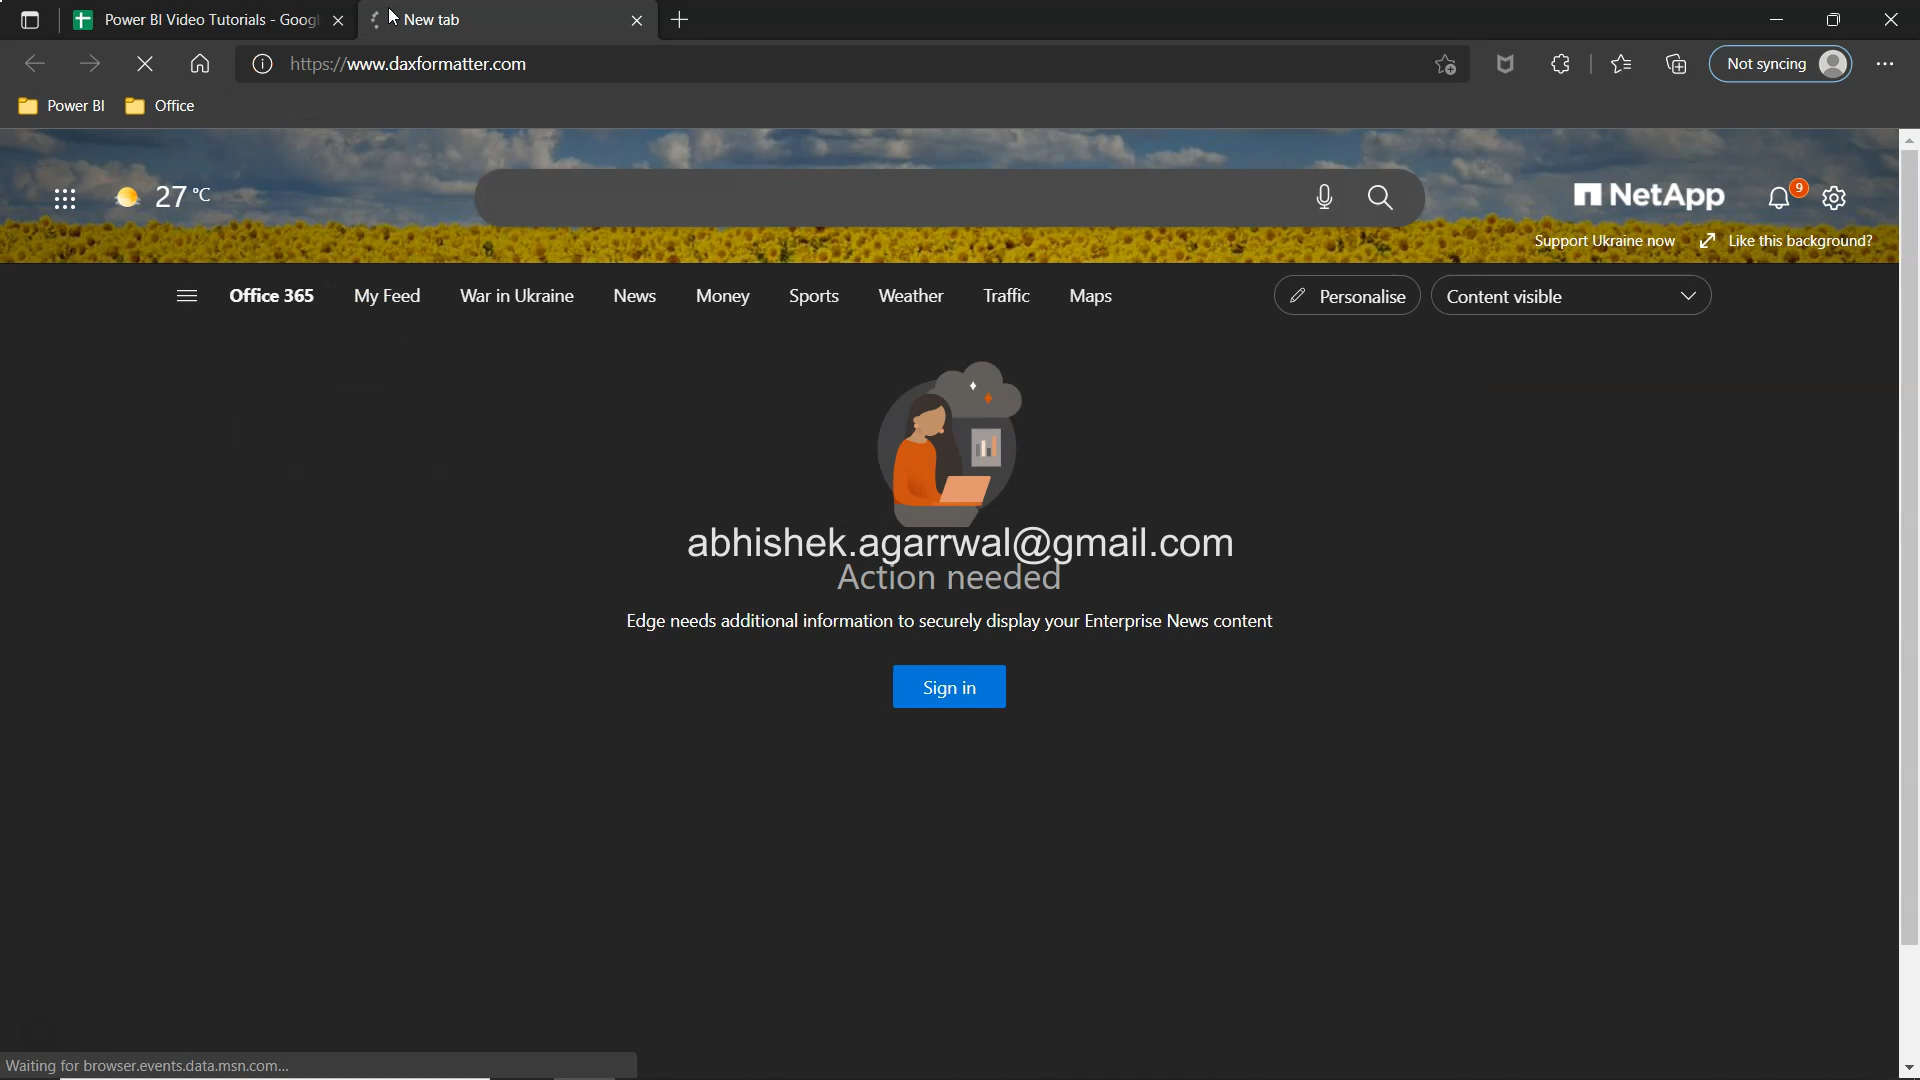 Power BI Video Tutorials - Googl
New tab
https://www.daxformatter.com
Not syncing
Power BI
Office
27 °C
NetApp
9
Support Ukraine now
Like this background?
Office 365
My Feed
War in Ukraine
News
Money
Sports
Weather
Traffic
Maps
Personalise
Content visible
abhishek.agarrwal@gmail.com
Action needed
Edge needs additional information to securely display your Enterprise News content
Sign in
Waiting for browser.events.data.msn.com...